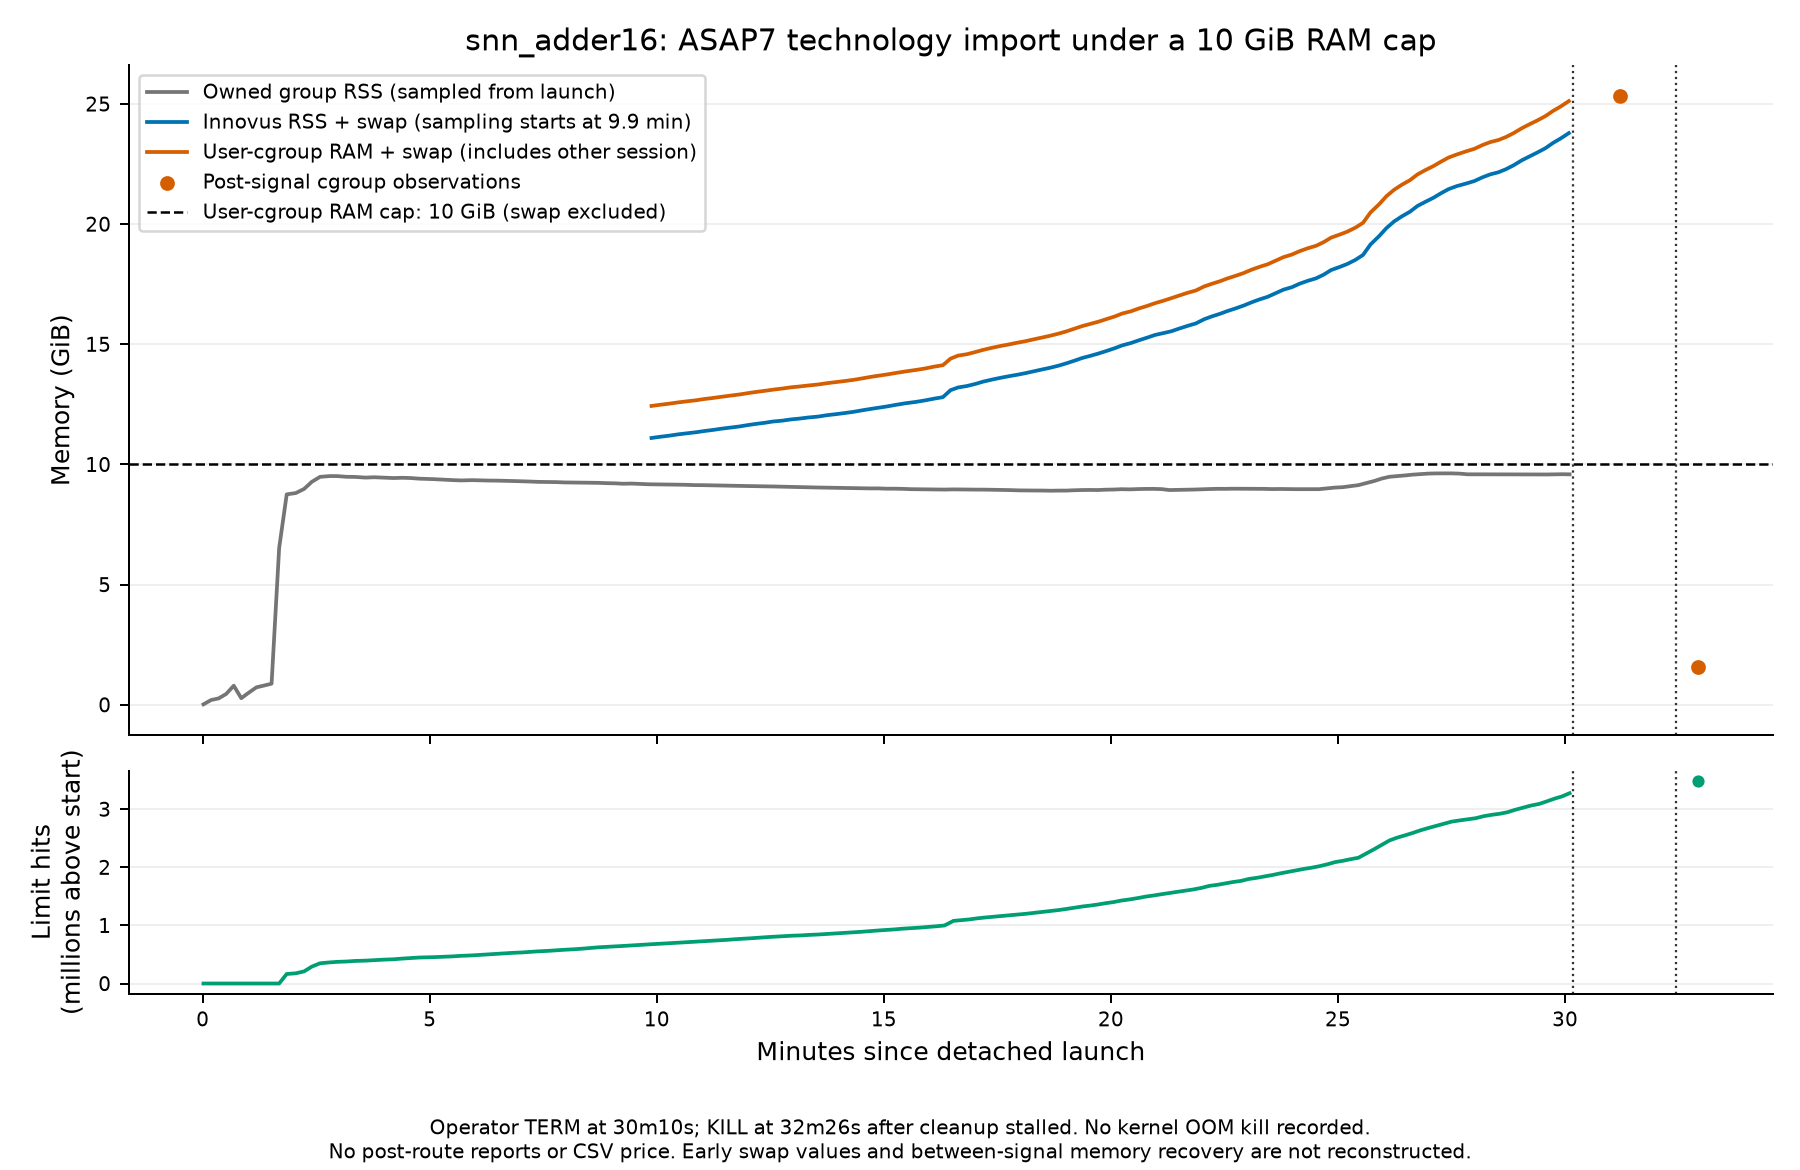 snn_adder16: ASAP7 technology import under a 10 GiB RAM cap
Owned group RSS (sampled from launch)
Innovus RSS + swap (sampling starts at 9.9 min)
User-cgroup RAM + swap (includes other session)
Post-signal cgroup observations
User-cgroup RAM cap: 10 GiB (swap excluded)
Memory (GiB)
25
20
15
10
5
0
Limit hits
(millions above start)
3
2
1
0
0 5 10 15 20 25 30
Minutes since detached launch
Operator TERM at 30m10s; KILL at 32m26s after cleanup stalled. No kernel OOM kill recorded.
No post-route reports or CSV price. Early swap values and between-signal memory recovery are not reconstructed.